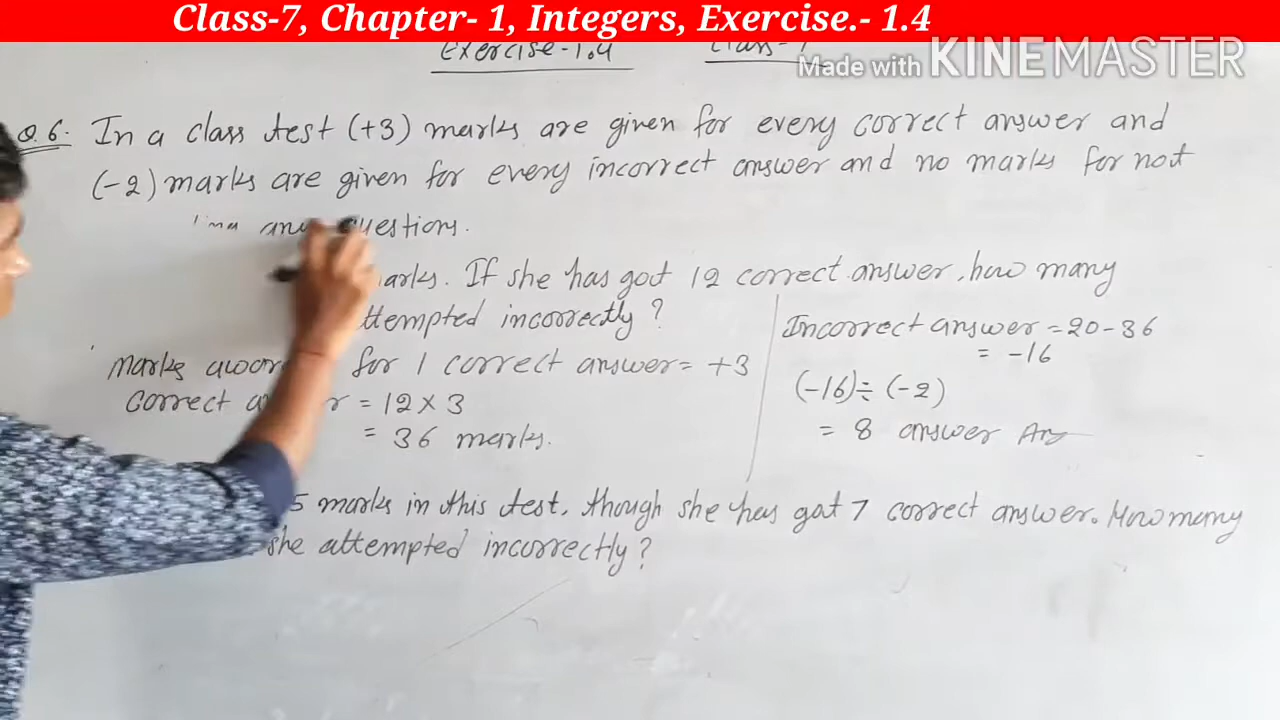 Class-7, Chapter- 1, Integers, Exercise.- 1.4
Exercise-1.4 Class-7
Made with KINEMASTER
Q.6. In a class test (+3) marks are given for every correct answer and
(-2) marks are given for every incorrect answer and no marks for not
any questions.
marks. If she has got 12 correct answer, how many
attempted incorrectly?
Marks for 1 correct answer = +3
correct = 12 × 3
= 36 marks.
Incorrect answer = 20 - 36
= -16
(-16) ÷ (-2)
= 8 answer Ans
5 marks in this test, though she has got 7 correct answer. How many
she attempted incorrectly?